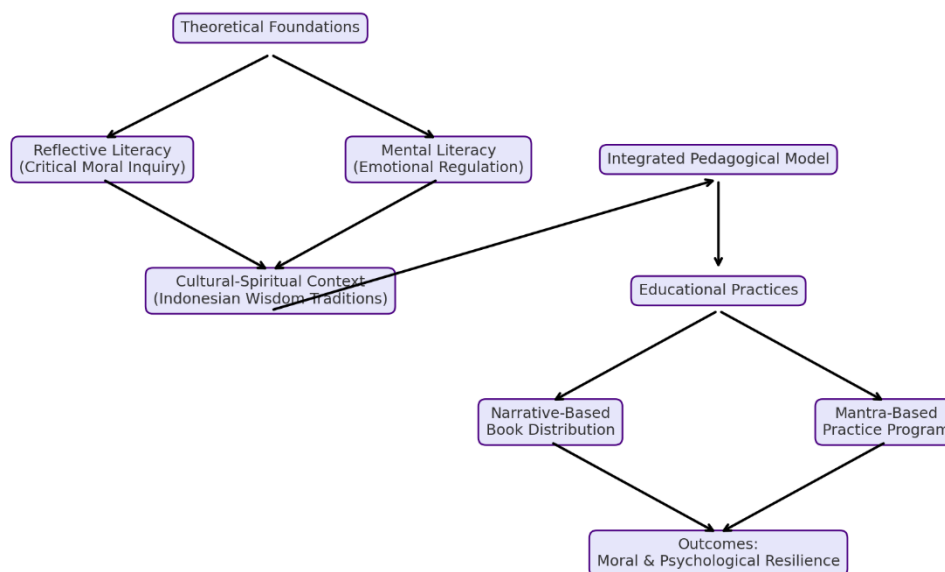 Theoretical Foundations
Reflective Literacy
(Critical Moral Inquiry)
Mental Literacy
(Emotional Regulation)
Integrated Pedagogical Model
Cultural-Spiritual Context
(Indonesian Wisdom Traditions)
Educational Practices
Narrative-Based
Book Distribution
Mantra-Based
Practice Program
Outcomes:
Moral & Psychological Resilience